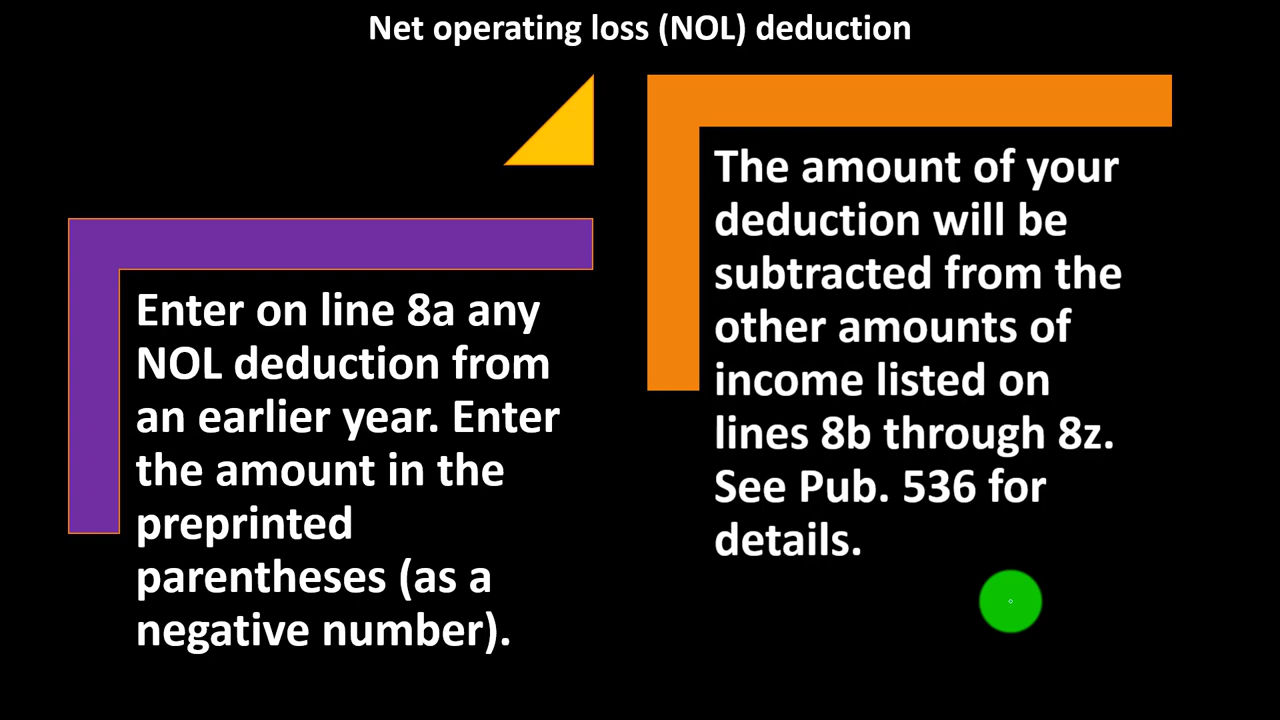 Net operating loss (NOL) deduction
Enter on line 8a any
NOL deduction from
an earlier year. Enter
the amount in the
preprinted
parentheses (as a
negative number).
The amount of your
deduction will be
subtracted from the
other amounts of
income listed on
lines 8b through 8z.
See Pub. 536 for
details.